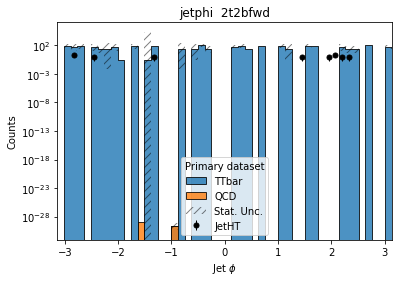 jetphi 2t2bfwd
Counts
10²
10⁻³
10⁻⁸
10⁻¹³
10⁻¹⁸
10⁻²³
10⁻²⁸
Primary dataset
TTbar
QCD
Stat. Unc.
JetHT
−3 −2 −1 0 1 2 3
Jet ϕ